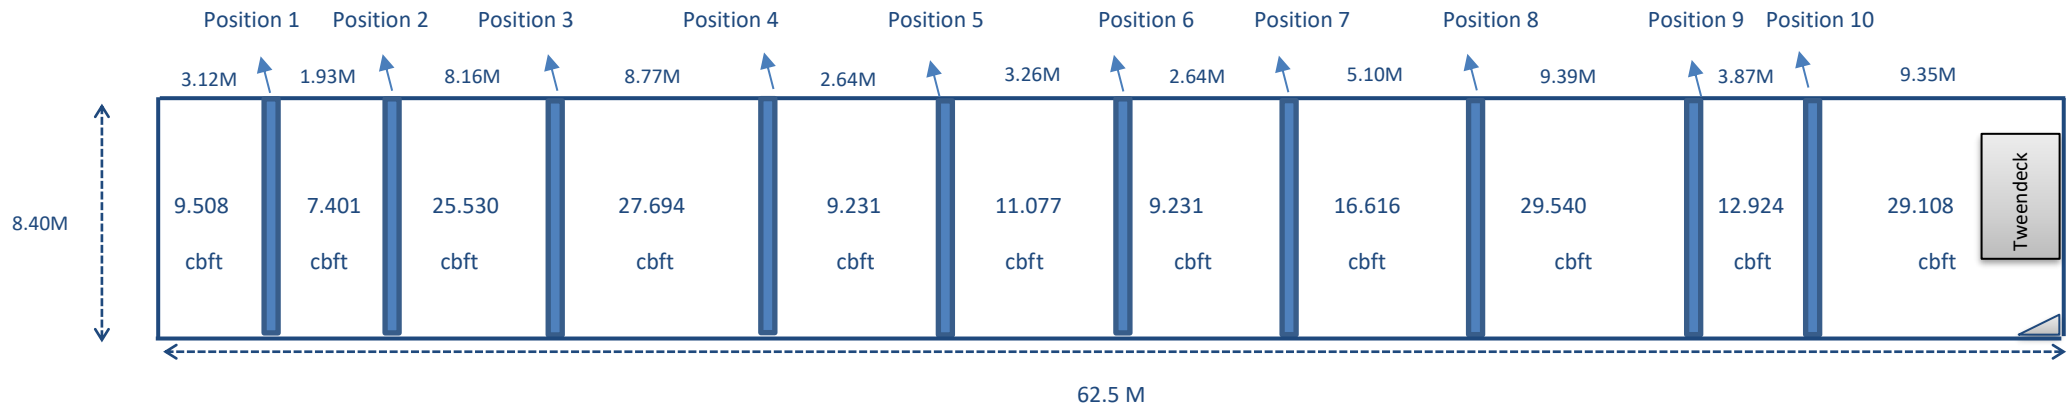 Position 1 Position 2 Position 3 Position 4 Position 5 Position 6 Position 7 Position 8 Position 9 Position 10
3.12M 1.93M 8.16M 8.77M 2.64M 3.26M 2.64M 5.10M 9.39M 3.87M 9.35M
8.40M
9.508 7.401 25.530 27.694 9.231 11.077 9.231 16.616 29.540 12.924 29.108
cbft cbft cbft cbft cbft cbft cbft cbft cbft cbft cbft
Tweendeck
62.5 M